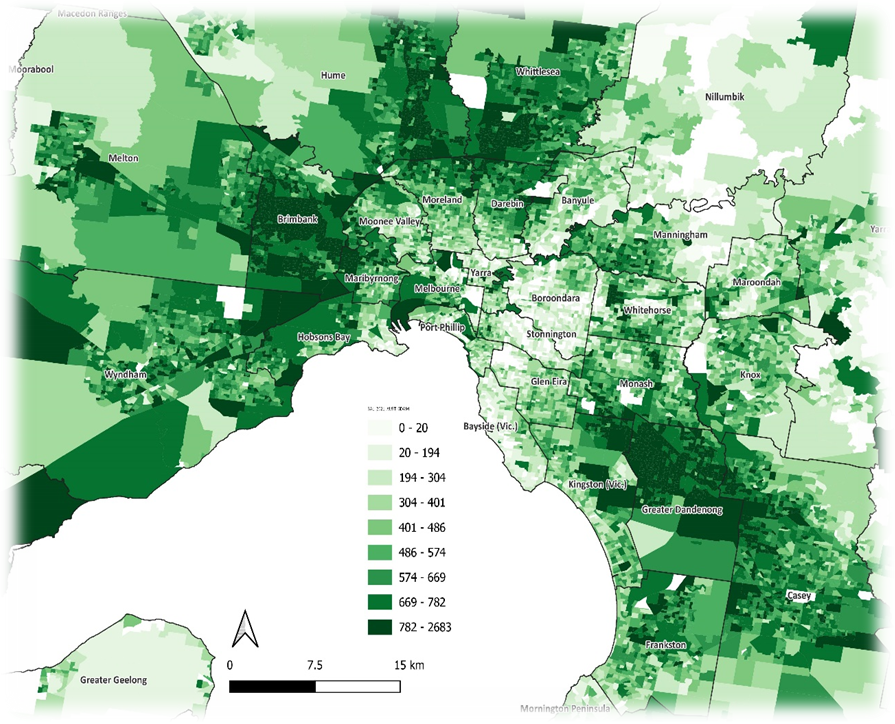 Macedon Ranges
Moorabool
Hume
Whittlesea
Nillumbik
Melton
Moreland
Darebin
Banyule
Brimbank
Moonee Valley
Manningham
Maribyrnong
Yarra
Melbourne
Boroondara
Maroondah
Whitehorse
Hobsons Bay
Port Phillip
Stonnington
Wyndham
Glen Eira
Monash
Knox
Bayside (Vic.)
0 - 20
20 - 194
194 - 304
304 - 401
401 - 486
486 - 574
574 - 669
669 - 782
782 - 2683
Kingston (Vic.)
Greater Dandenong
Casey
Frankston
0 7.5 15 km
Greater Geelong
Mornington Peninsula